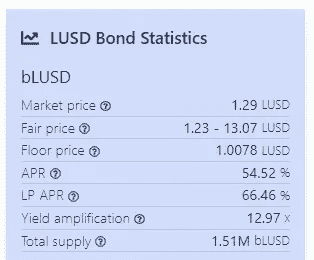 LUSD Bond Statistics
bLUSD
Market price ? 1.29 LUSD
Fair price ? 1.23 - 13.07 LUSD
Floor price ? 1.0078 LUSD
APR ? 54.52 %
LP APR ? 66.46 %
Yield amplification ? 12.97 x
Total supply ? 1.51M bLUSD